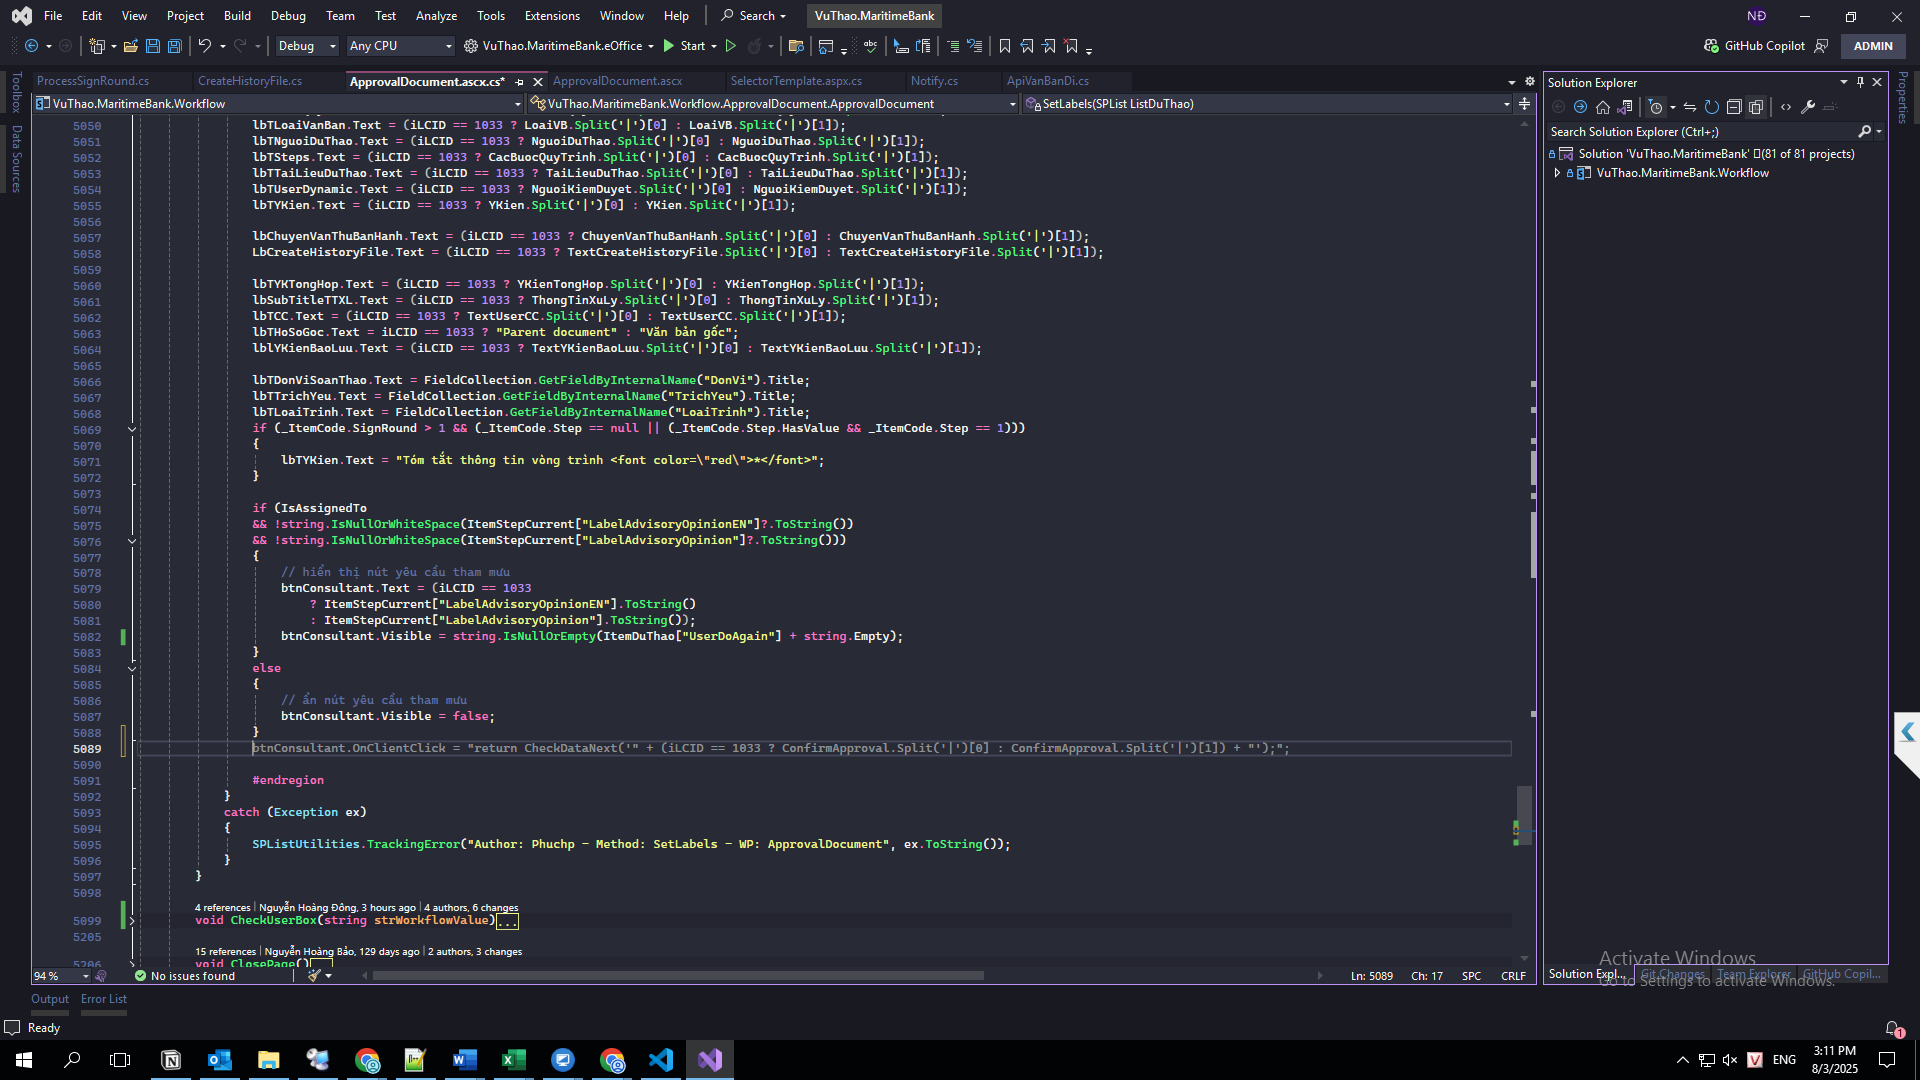 File Edit View Project Build Debug Team Test Analyze Tools Extensions Window Help Search VuThao.MaritimeBank NĐ
Debug Any CPU VuThao.MaritimeBank.eOffice Start GitHub Copilot ADMIN
ProcessSignRound.cs CreateHistoryFile.cs ApprovalDocument.ascx.cs* ApprovalDocument.ascx SelectorTemplate.aspx.cs Notify.cs ApiVanBanDi.cs
VuThao.MaritimeBank.Workflow VuThao.MaritimeBank.Workflow.ApprovalDocument.ApprovalDocument SetLabels(SPList ListDuThao)
Toolbox
Data Sources
5050 lbTLoaiVanBan.Text = (iLCID == 1033 ? LoaiVB.Split('|')[0] : LoaiVB.Split('|')[1]);
5051 lbTNguoiDuThao.Text = (iLCID == 1033 ? NguoiDuThao.Split('|')[0] : NguoiDuThao.Split('|')[1]);
5052 lbTSteps.Text = (iLCID == 1033 ? CacBuocQuyTrinh.Split('|')[0] : CacBuocQuyTrinh.Split('|')[1]);
5053 lbTTaiLieuDuThao.Text = (iLCID == 1033 ? TaiLieuDuThao.Split('|')[0] : TaiLieuDuThao.Split('|')[1]);
5054 lbTUserDynamic.Text = (iLCID == 1033 ? NguoiKiemDuyet.Split('|')[0] : NguoiKiemDuyet.Split('|')[1]);
5055 lbTYKien.Text = (iLCID == 1033 ? YKien.Split('|')[0] : YKien.Split('|')[1]);
5056
5057 lbChuyenVanThuBanHanh.Text = (iLCID == 1033 ? ChuyenVanThuBanHanh.Split('|')[0] : ChuyenVanThuBanHanh.Split('|')[1]);
5058 LbCreateHistoryFile.Text = (iLCID == 1033 ? TextCreateHistoryFile.Split('|')[0] : TextCreateHistoryFile.Split('|')[1]);
5059
5060 lbTYKTongHop.Text = (iLCID == 1033 ? YKienTongHop.Split('|')[0] : YKienTongHop.Split('|')[1]);
5061 lbSubTitleTTXL.Text = (iLCID == 1033 ? ThongTinXuLy.Split('|')[0] : ThongTinXuLy.Split('|')[1]);
5062 lbTCC.Text = (iLCID == 1033 ? TextUserCC.Split('|')[0] : TextUserCC.Split('|')[1]);
5063 lbTHoSoGoc.Text = iLCID == 1033 ? "Parent document" : "Văn bản gốc";
5064 lblYKienBaoLuu.Text = (iLCID == 1033 ? TextYKienBaoLuu.Split('|')[0] : TextYKienBaoLuu.Split('|')[1]);
5065
5066 lbTDonViSoanThao.Text = FieldCollection.GetFieldByInternalName("DonVi").Title;
5067 lbTTrichYeu.Text = FieldCollection.GetFieldByInternalName("TrichYeu").Title;
5068 lbTLoaiTrinh.Text = FieldCollection.GetFieldByInternalName("LoaiTrinh").Title;
5069 if (_ItemCode.SignRound > 1 && (_ItemCode.Step == null || (_ItemCode.Step.HasValue && _ItemCode.Step == 1)))
5070 {
5071 lbTYKien.Text = "Tóm tắt thông tin vòng trình <font color=\"red\">*</font>";
5072 }
5073
5074 if (IsAssignedTo
5075 && !string.IsNullOrWhiteSpace(ItemStepCurrent["LabelAdvisoryOpinionEN"]?.ToString())
5076 && !string.IsNullOrWhiteSpace(ItemStepCurrent["LabelAdvisoryOpinion"]?.ToString()))
5077 {
5078 // hiển thị nút yêu cầu tham mưu
5079 btnConsultant.Text = (iLCID == 1033
5080 ? ItemStepCurrent["LabelAdvisoryOpinionEN"].ToString()
5081 : ItemStepCurrent["LabelAdvisoryOpinion"].ToString());
5082 btnConsultant.Visible = string.IsNullOrEmpty(ItemDuThao["UserDoAgain"] + string.Empty);
5083 }
5084 else
5085 {
5086 // ẩn nút yêu cầu tham mưu
5087 btnConsultant.Visible = false;
5088 }
5089 btnConsultant.OnClientClick = "return CheckDataNext('" + (iLCID == 1033 ? ConfirmApproval.Split('|')[0] : ConfirmApproval.Split('|')[1]) + "');";
5090
5091 #endregion
5092 }
5093 catch (Exception ex)
5094 {
5095 SPListUtilities.TrackingError("Author: Phuchp - Method: SetLabels - WP: ApprovalDocument", ex.ToString());
5096 }
5097 }
5098
4 references | Nguyễn Hoàng Đông, 3 hours ago | 4 authors, 6 changes
5099 void CheckUserBox(string strWorkflowValue)...
5205
15 references | Nguyễn Hoàng Bảo, 129 days ago | 2 authors, 3 changes
5206 void ClosePage()
94 % No issues found Ln: 5089 Ch: 17 SPC CRLF
Solution Explorer
Search Solution Explorer (Ctrl+;)
Solution 'VuThao.MaritimeBank' (81 of 81 projects)
VuThao.MaritimeBank.Workflow
Properties
Solution Expl... Git Changes Team Explorer GitHub Copil...
Activate Windows
Go to Settings to activate Windows.
Output Error List
Ready 1
ENG 3:11 PM
8/3/2025